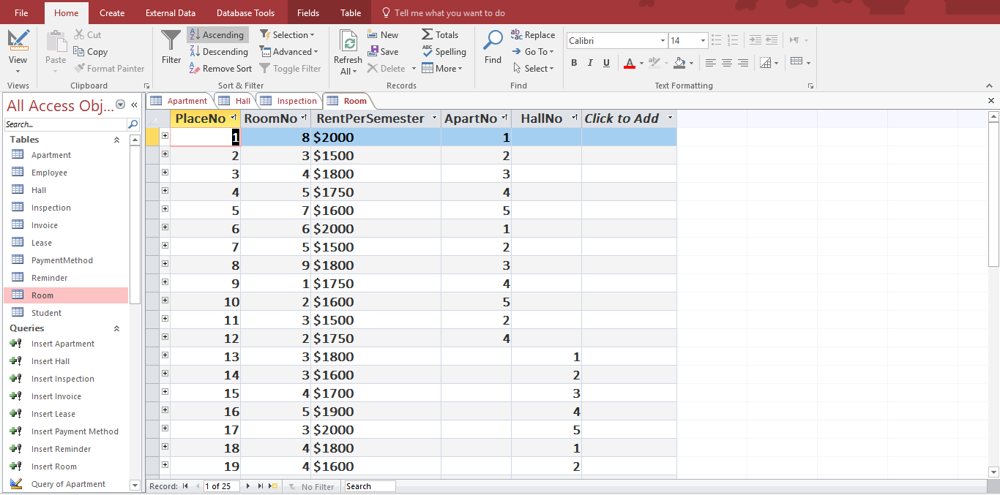 File Home Create External Data Database Tools Fields Table Tell me what you want to do
View Paste Cut Copy Format Painter Filter Ascending Descending Remove Sort Selection Advanced Toggle Filter Refresh All New Save Delete Totals Spelling More Find Replace Go To Select Calibri 14 B I U A ab
Views Clipboard Sort & Filter Records Find Text Formatting
All Access Obj... «
Search...
Tables
Apartment
Employee
Hall
Inspection
Invoice
Lease
PaymentMethod
Reminder
Room
Student
Queries
Insert Apartment
Insert Hall
Insert Inspection
Insert Invoice
Insert Lease
Insert Payment Method
Insert Reminder
Insert Room
Query of Apartment
Apartment Hall Inspection Room
PlaceNo RoomNo RentPerSemester ApartNo HallNo Click to Add
1 8 $2000 1
2 3 $1500 2
3 4 $1800 3
4 5 $1750 4
5 7 $1600 5
6 6 $2000 1
7 5 $1500 2
8 9 $1800 3
9 1 $1750 4
10 2 $1600 5
11 3 $1500 2
12 2 $1750 4
13 3 $1800 1
14 3 $1600 2
15 4 $1700 3
16 5 $1900 4
17 3 $2000 5
18 4 $1800 1
19 4 $1600 2
Record: 1 of 25 No Filter Search